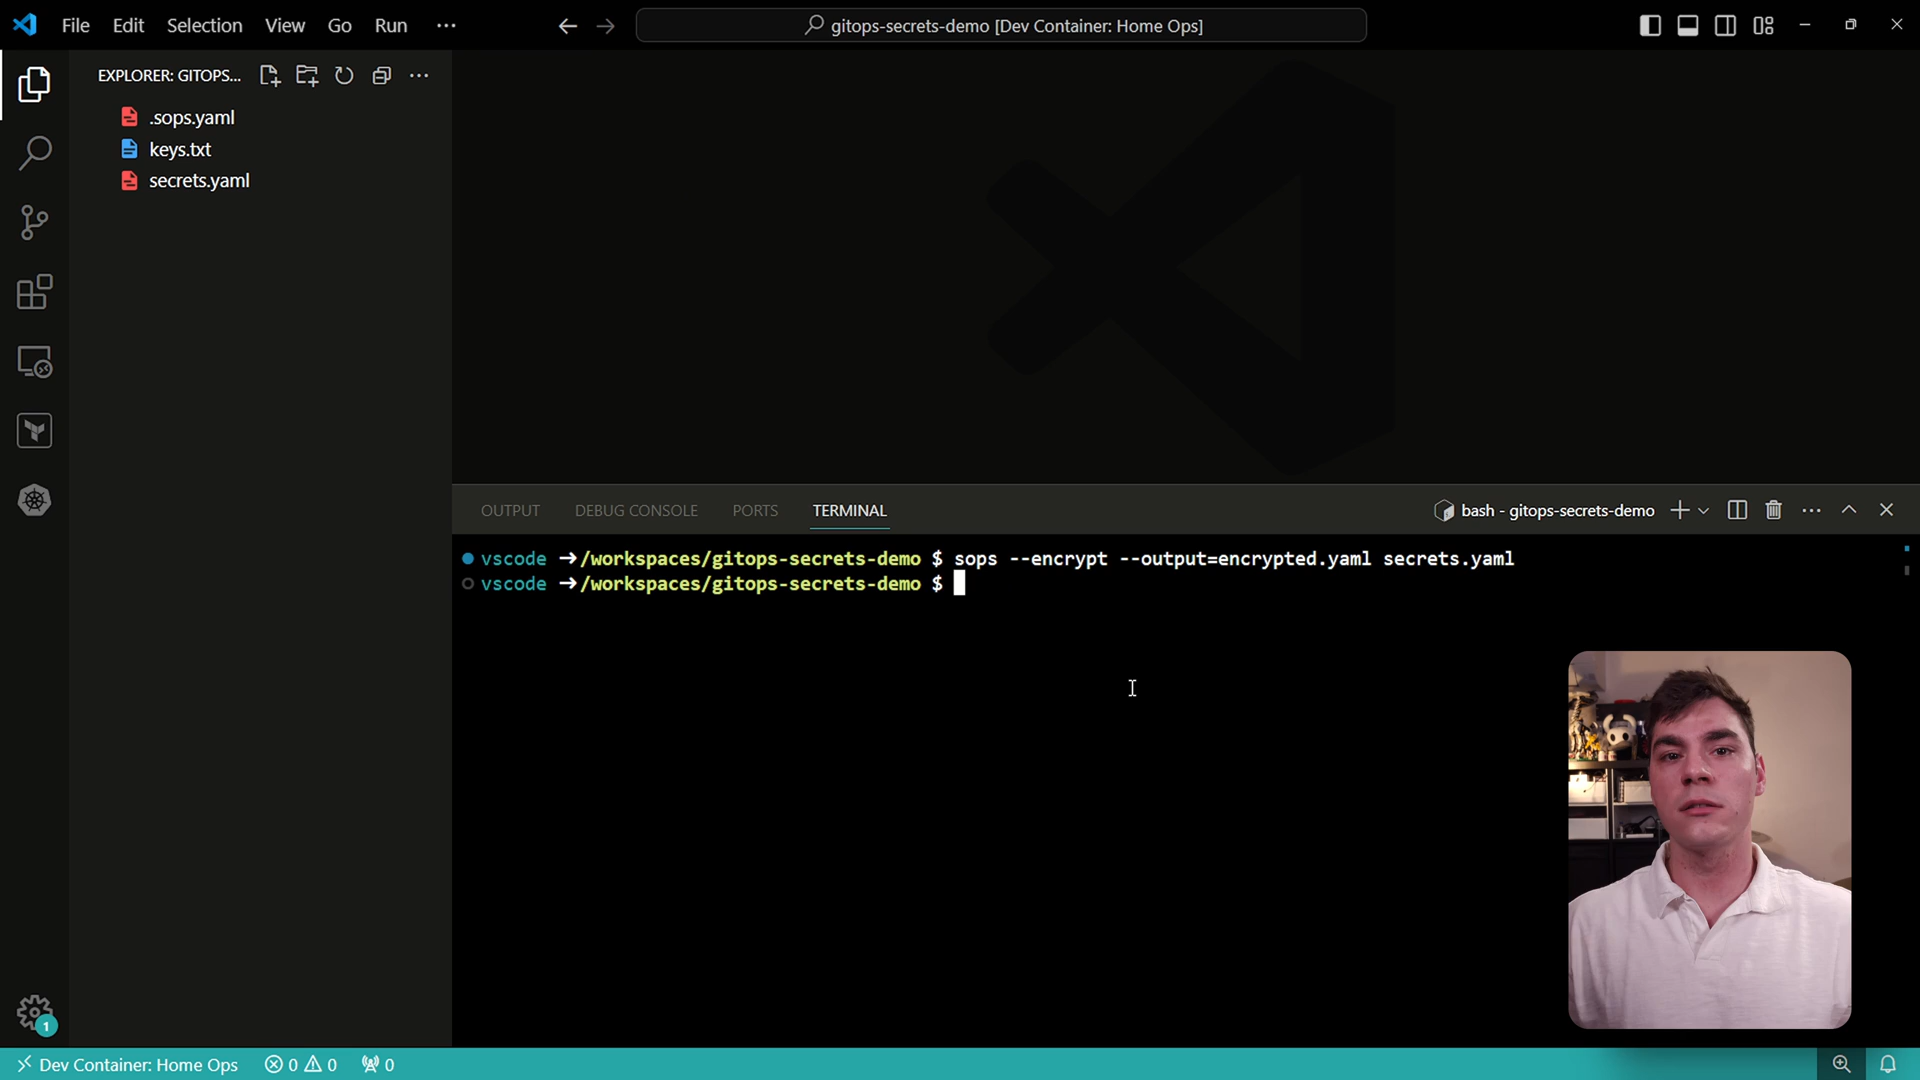 File Edit Selection View Go Run ···
gitops-secrets-demo [Dev Container: Home Ops]
EXPLORER: GITOPS...
.sops.yaml
keys.txt
secrets.yaml
OUTPUT DEBUG CONSOLE PORTS TERMINAL
bash - gitops-secrets-demo
vscode ➜/workspaces/gitops-secrets-demo $ sops --encrypt --output=encrypted.yaml secrets.yaml
vscode ➜/workspaces/gitops-secrets-demo $
1
Dev Container: Home Ops 0 0 0